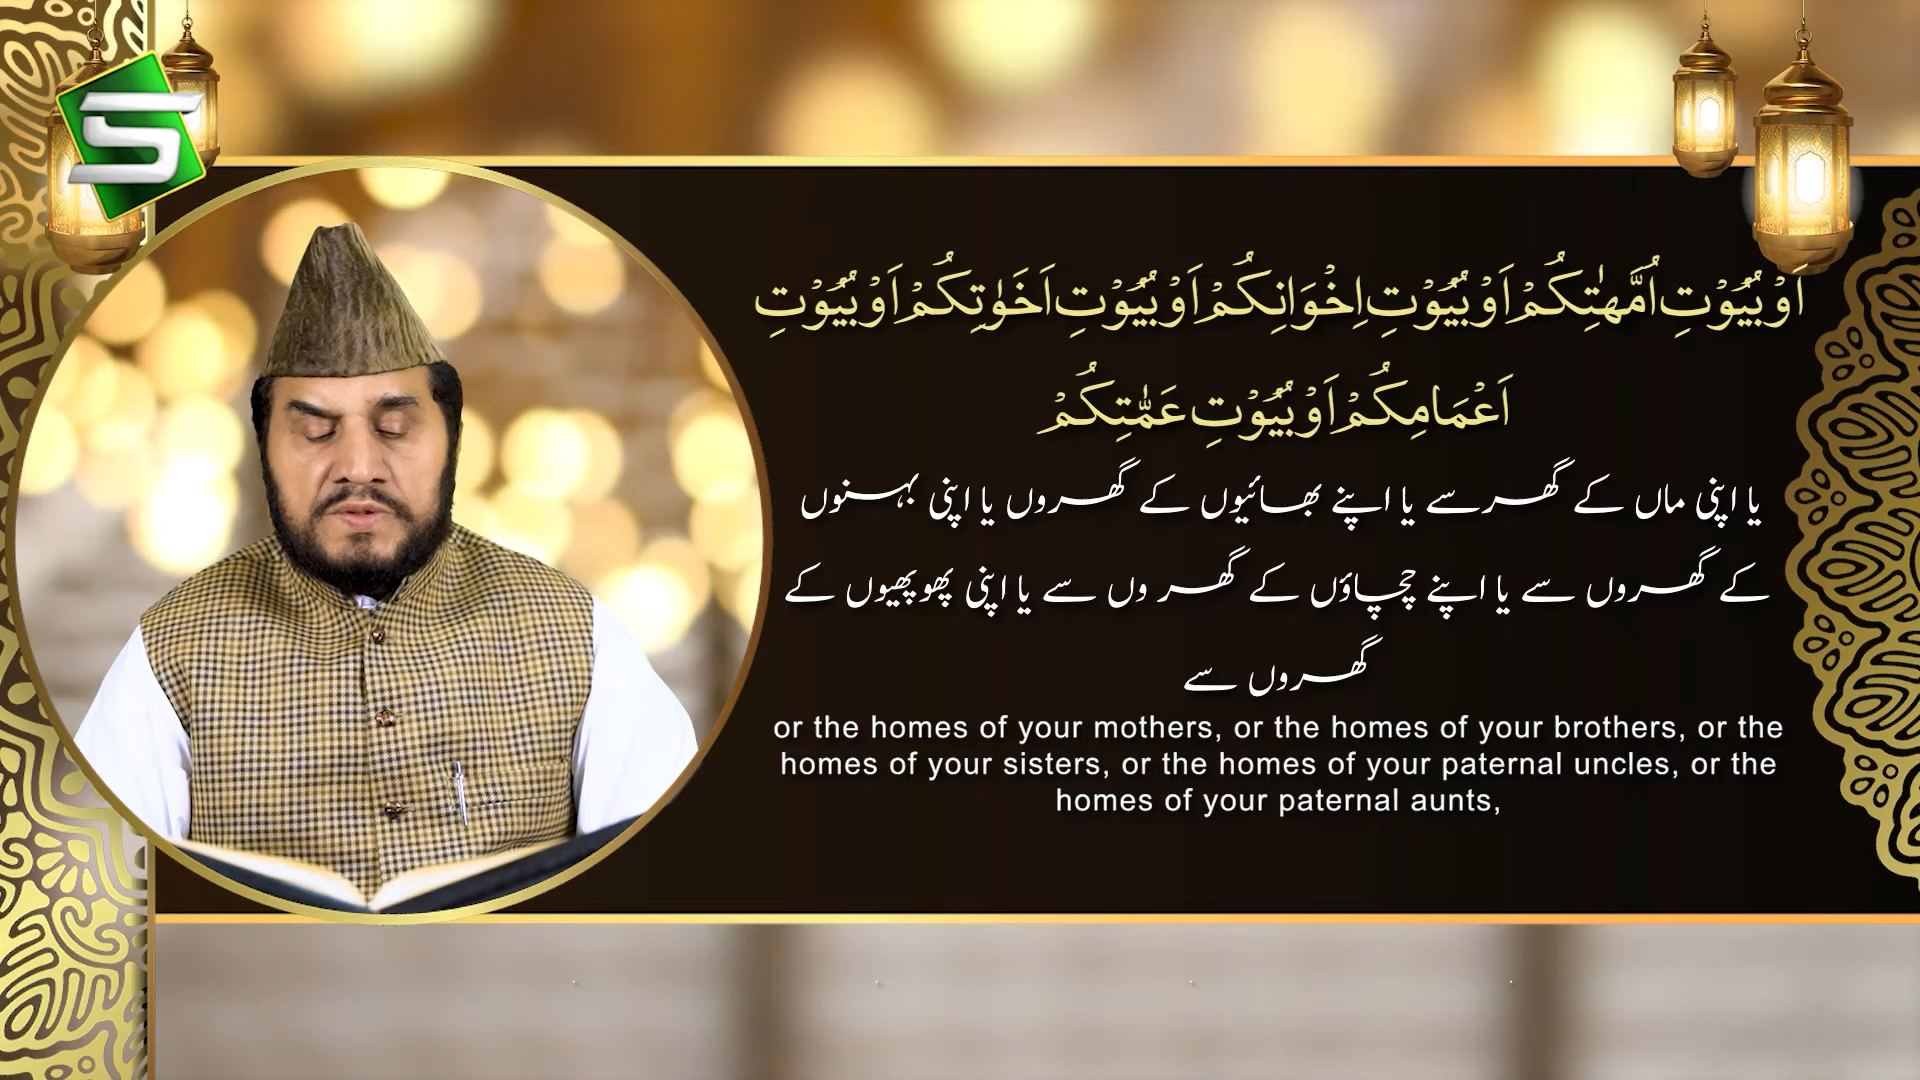 اَوۡ بُيُوۡتِ اُمَّهٰتِكُمۡ اَوۡ بُيُوۡتِ اِخۡوَانِكُمۡ اَوۡ بُيُوۡتِ اَخَوٰتِكُمۡ اَوۡ بُيُوۡتِ
اَعۡمَامِكُمۡ اَوۡ بُيُوۡتِ عَمّٰتِكُمۡ
یا اپنی ماں کے گھر سے یا اپنے بھائیوں کے گھروں یا اپنی بہنوں
کے گھروں سے یا اپنے چچاؤں کے گھر وں سے یا اپنی پھوپھیوں کے
گھروں سے
or the homes of your mothers, or the homes of your brothers, or the
homes of your sisters, or the homes of your paternal uncles, or the
homes of your paternal aunts,